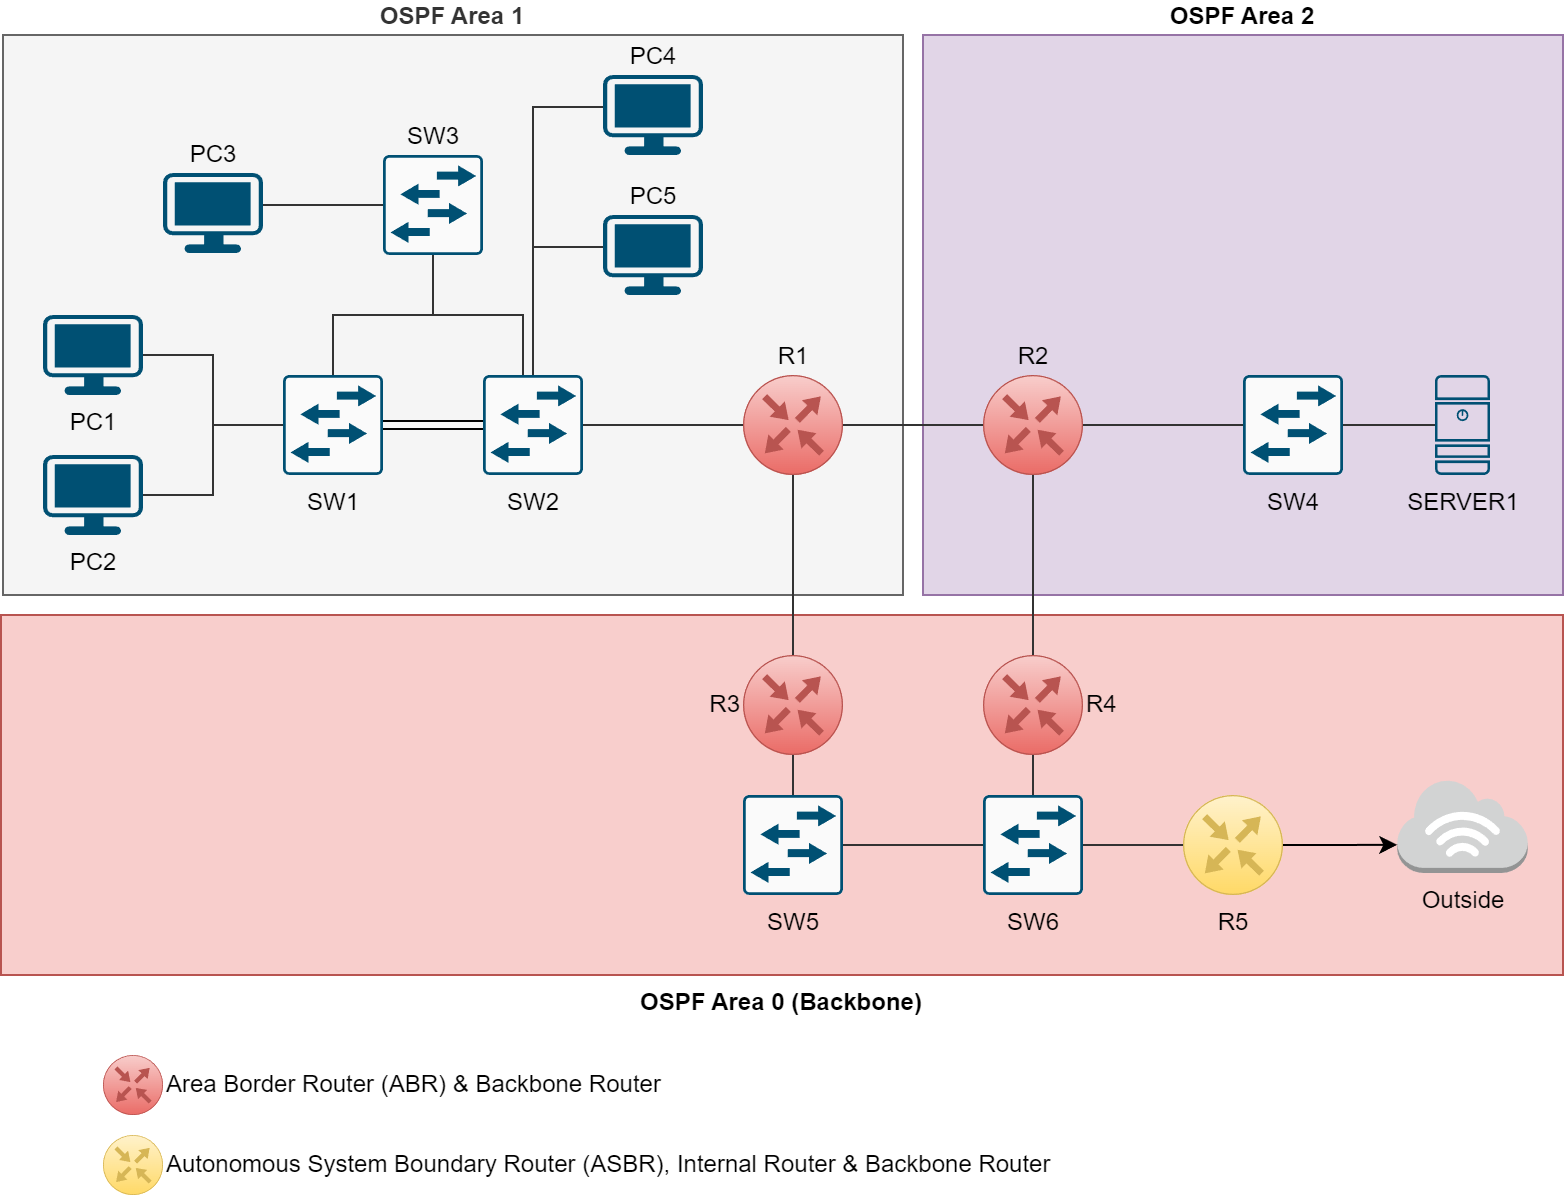 OSPF Area 1
OSPF Area 2
PC4
SW3
PC3
PC5
R1
R2
PC1
SW1
SW2
SW4
SERVER1
PC2
R3
R4
Outside
SW5
SW6
R5
OSPF Area 0 (Backbone)
Area Border Router (ABR) & Backbone Router
Autonomous System Boundary Router (ASBR), Internal Router & Backbone Router